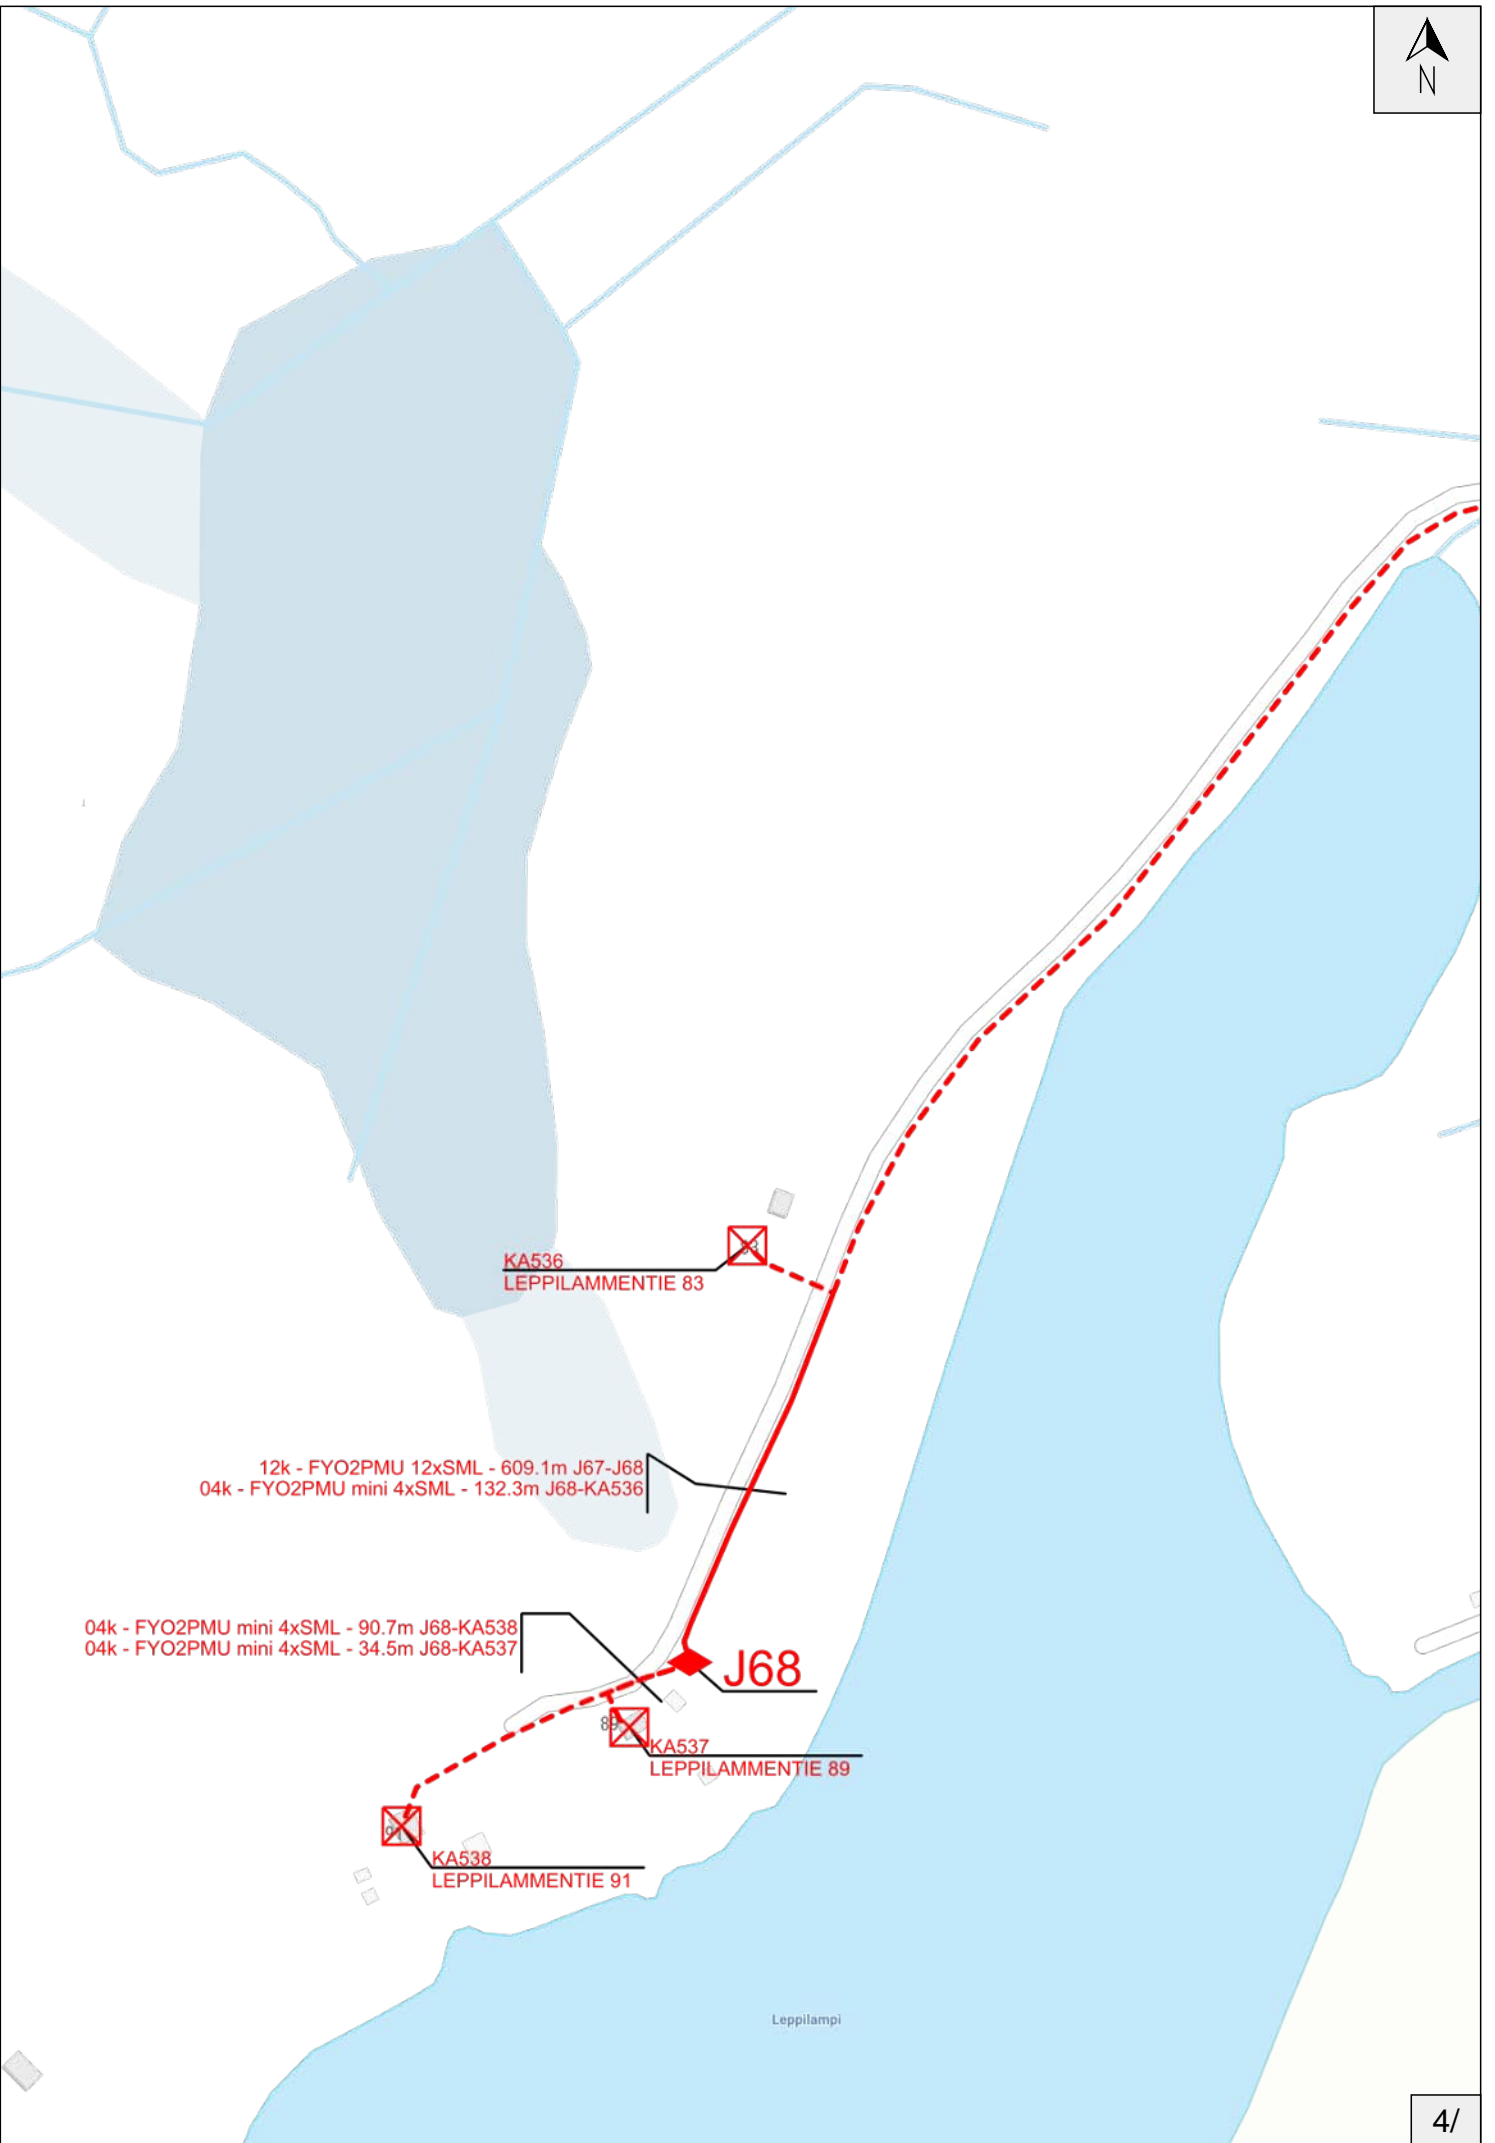 N
KA536
LEPPILAMMENTIE 83
12k - FYO2PMU 12xSML - 609.1m J67-J68
04k - FYO2PMU mini 4xSML - 132.3m J68-KA536
04k - FYO2PMU mini 4xSML - 90.7m J68-KA538
04k - FYO2PMU mini 4xSML - 34.5m J68-KA537
J68
89
KA537
LEPPILAMMENTIE 89
KA538
LEPPILAMMENTIE 91
Leppilampi
4/